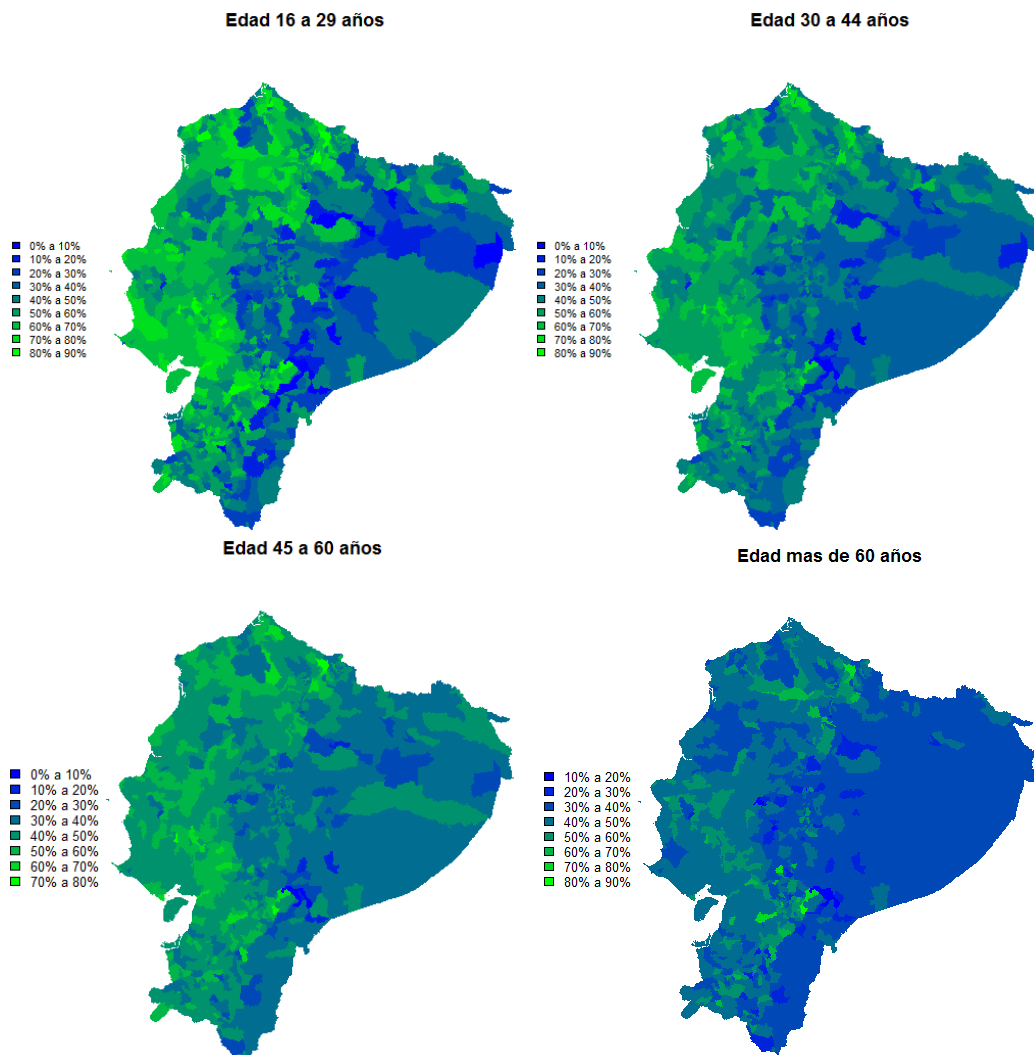 Edad 16 a 29 años
0% a 10%
10% a 20%
20% a 30%
30% a 40%
40% a 50%
50% a 60%
60% a 70%
70% a 80%
80% a 90%
Edad 30 a 44 años
0% a 10%
10% a 20%
20% a 30%
30% a 40%
40% a 50%
50% a 60%
60% a 70%
70% a 80%
80% a 90%
Edad 45 a 60 años
0% a 10%
10% a 20%
20% a 30%
30% a 40%
40% a 50%
50% a 60%
60% a 70%
70% a 80%
Edad mas de 60 años
10% a 20%
20% a 30%
30% a 40%
40% a 50%
50% a 60%
60% a 70%
70% a 80%
80% a 90%